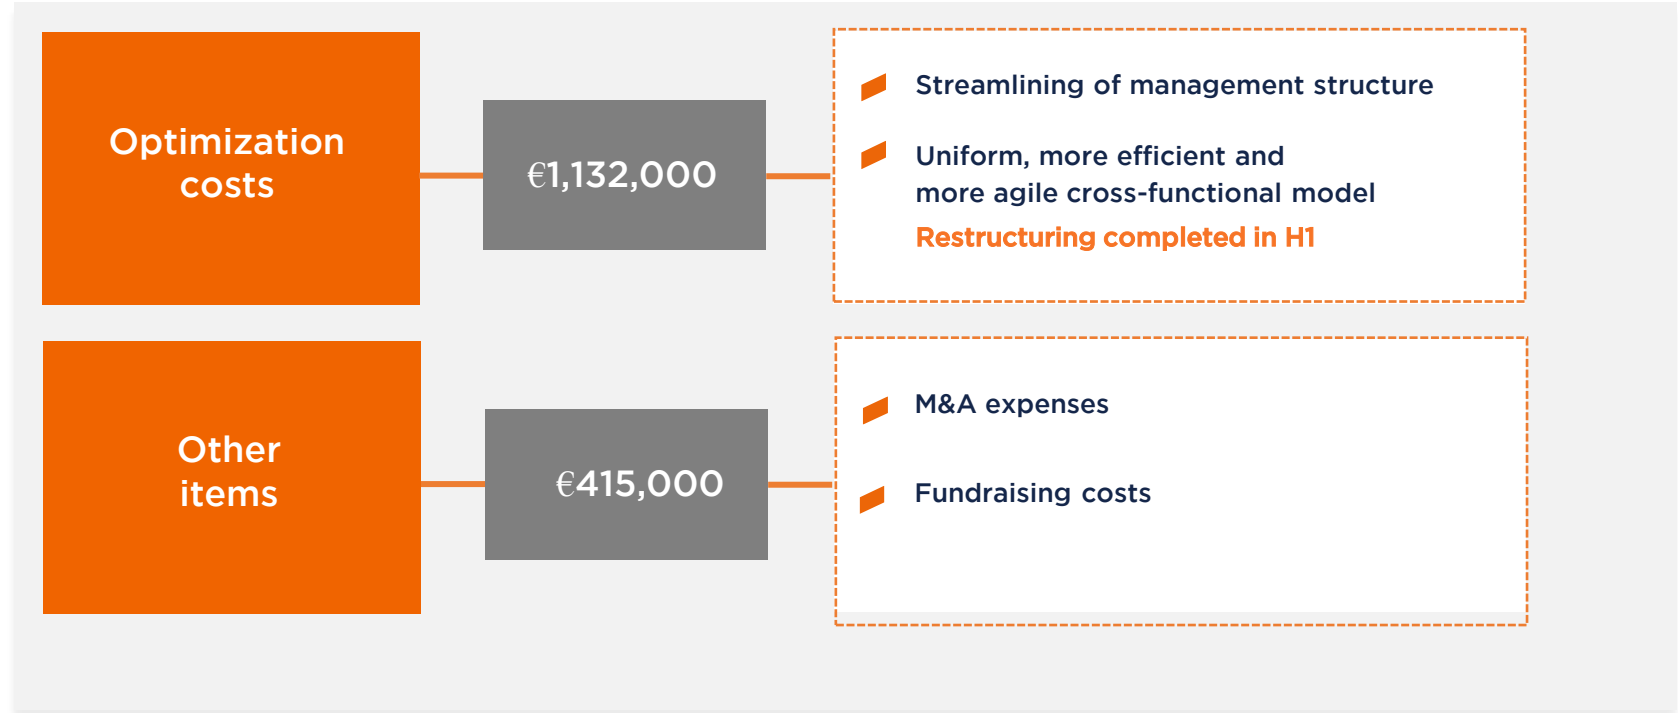 Optimization
costs
€1,132,000
Streamlining of management structure
Uniform, more efficient and
more agile cross-functional model
Restructuring completed in H1
Other
items
€415,000
M&A expenses
Fundraising costs